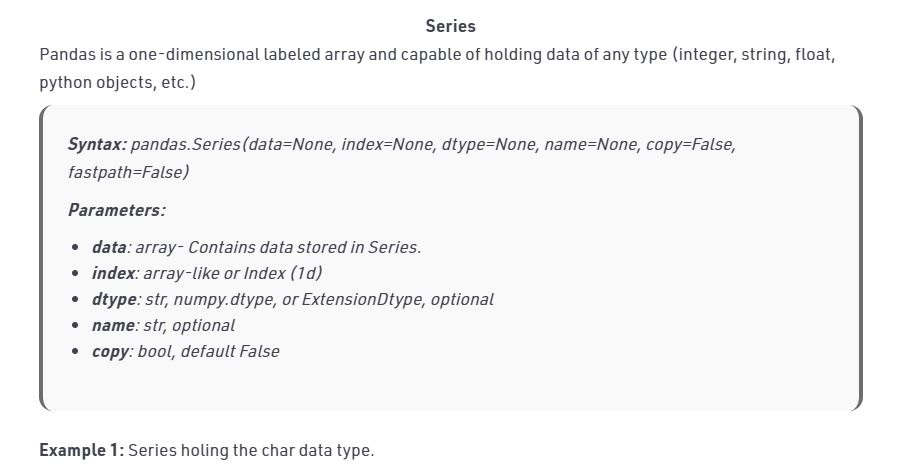 Series
Pandas is a one-dimensional labeled array and capable of holding data of any type (integer, string, float,
python objects, etc.)
Syntax: pandas.Series(data=None, index=None, dtype=None, name=None, copy=False,
fastpath=False)
Parameters:
• data: array- Contains data stored in Series.
• index: array-like or Index (1d)
• dtype: str, numpy.dtype, or ExtensionDtype, optional
• name: str, optional
• copy: bool, default False
Example 1: Series holing the char data type.